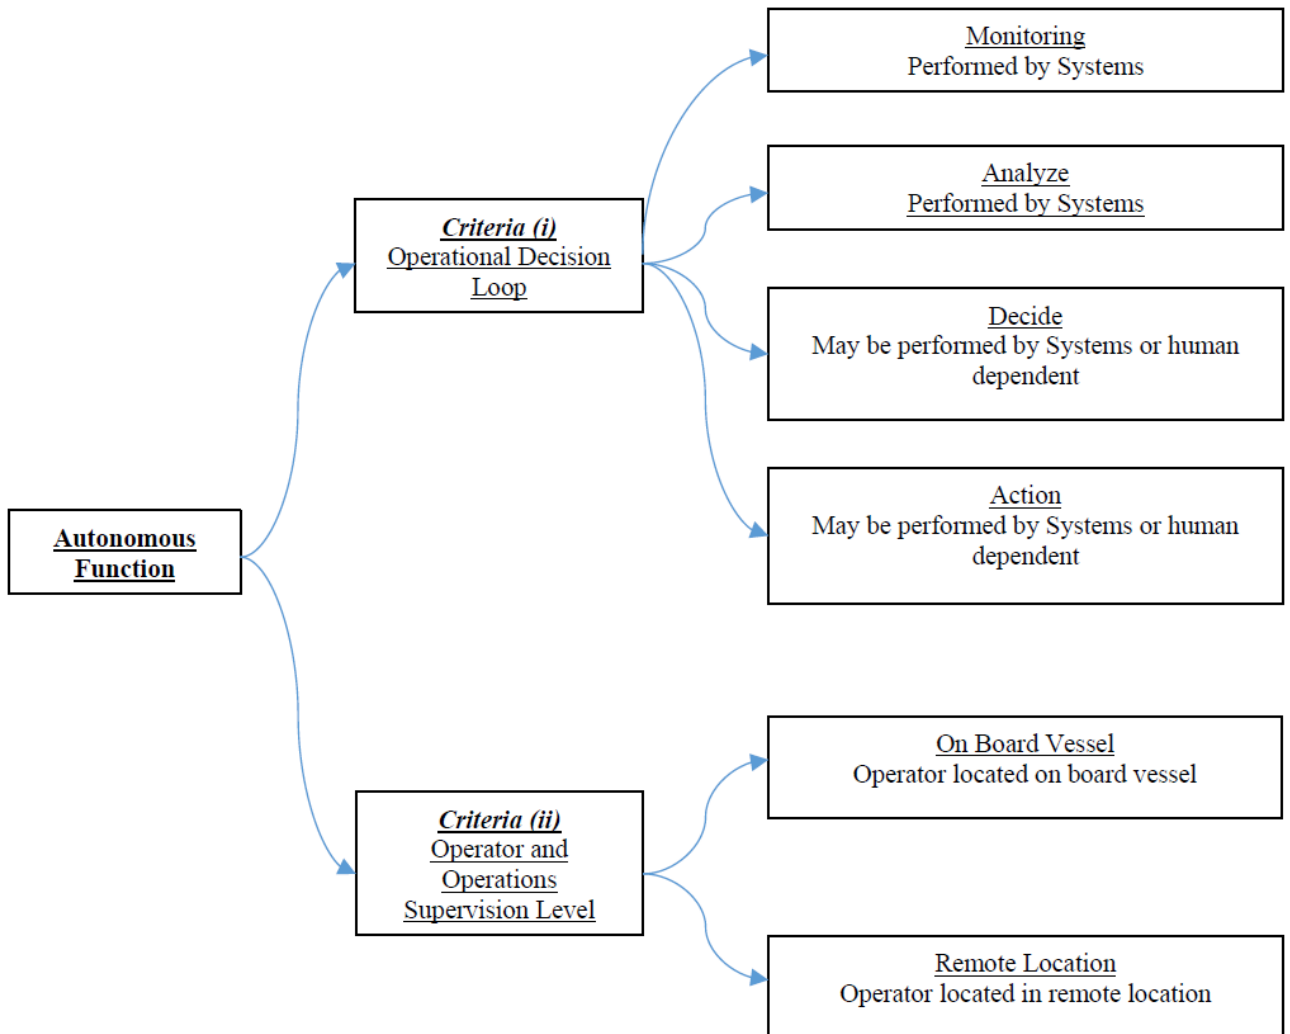 Monitoring
Performed by Systems
Analyze
Performed by Systems
Criteria (i)
Operational Decision
Loop
Decide
May be performed by Systems or human
dependent
Action
May be performed by Systems or human
dependent
Autonomous
Function
On Board Vessel
Operator located on board vessel
Criteria (ii)
Operator and
Operations
Supervision Level
Remote Location
Operator located in remote location